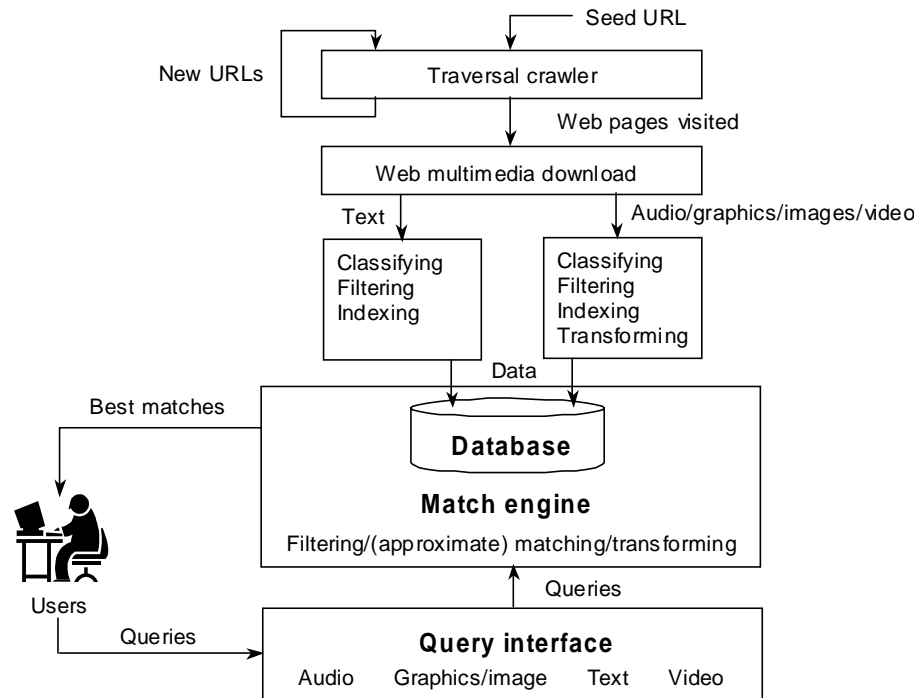 Seed URL
New URLs
Traversal crawler
Web pages visited
Web multimedia download
Text
Audio/graphics/images/video
Classifying
Filtering
Indexing
Classifying
Filtering
Indexing
Transforming
Data
Best matches
Database
Match engine
Filtering/(approximate) matching/transforming
Users
Queries
Queries
Query interface
Audio Graphics/image Text Video